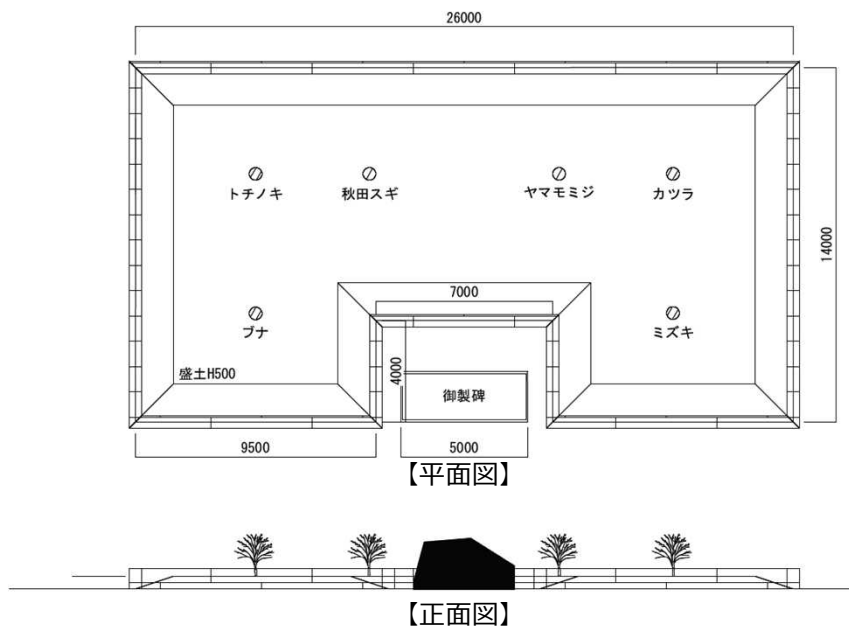 26000
トチノキ
秋田スギ
ヤマモミジ
カツラ
14000
7000
ブナ
ミズキ
4000
盛土H500
御製碑
9500
5000
【平面図】
【正面図】